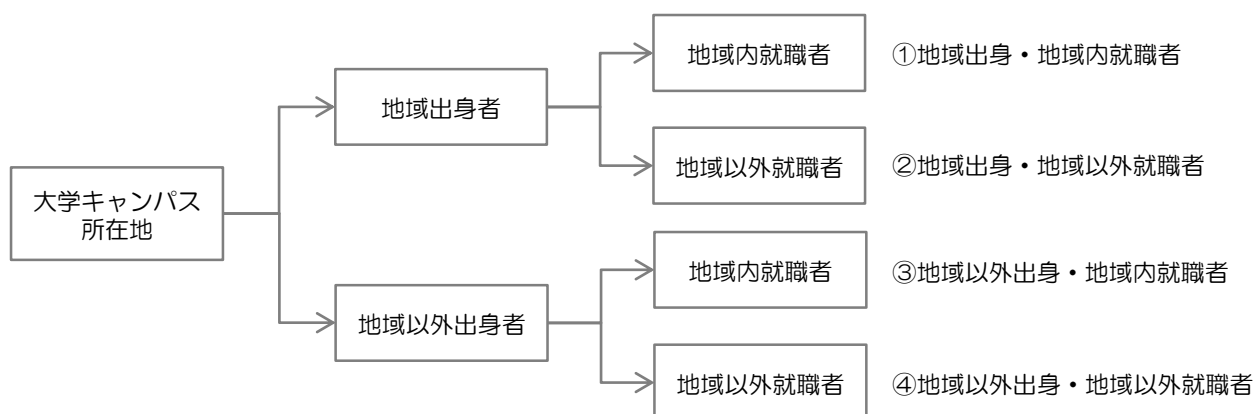 大学キャンパス
所在地
地域出身者
地域以外出身者
地域内就職者
①地域出身・地域内就職者
地域以外就職者
②地域出身・地域以外就職者
地域内就職者
③地域以外出身・地域内就職者
地域以外就職者
④地域以外出身・地域以外就職者